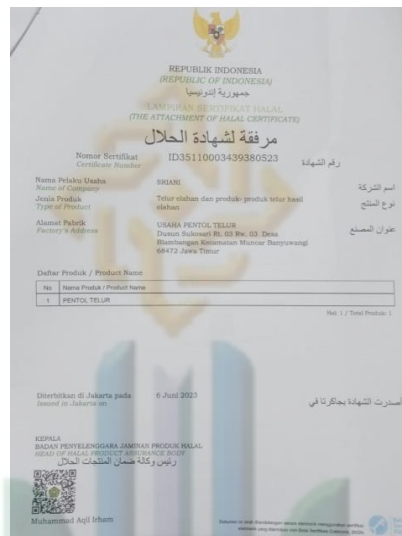 REPUBLIK INDONESIA
(REPUBLIC OF INDONESIA)
جمهورية إندونيسيا
LAMPIRAN SERTIFIKAT HALAL
(THE ATTACHMENT OF HALAL CERTIFICATE)
مرفقة لشهادة الحلال
Nomor Sertifikat ID35110003439380523 رقم الشهادة
Certificate Number
Nama Pelaku Usaha SRIANI اسم الشركة
Name of Company
Jenis Produk Telur olahan dan produk- produk telur hasil نوع المنتج
Type of Product olahan
Alamat Pabrik USAHA PENTOL TELUR عنوان المصنع
Factory's Address Dusun Sukosari Rt. 03 Rw. 03 Desa
Blambangan Kecamatan Muncar Banyuwangi
68472 Jawa Timur
Daftar Produk / Product Name
No Nama Produk / Product Name
1 PENTOL TELUR
Hal: 1 / Total Produk: 1
Diterbitkan di Jakarta pada 6 Juni 2023 أصدرت الشهادة بجاكرتا في
Issued in Jakarta on
KEPALA
BADAN PENYELENGGARA JAMINAN PRODUK HALAL
HEAD OF HALAL PRODUCT ASSURANCE BODY
رئيس وكالة ضمان المنتجات الحلال
Muhammad Aqil Irham